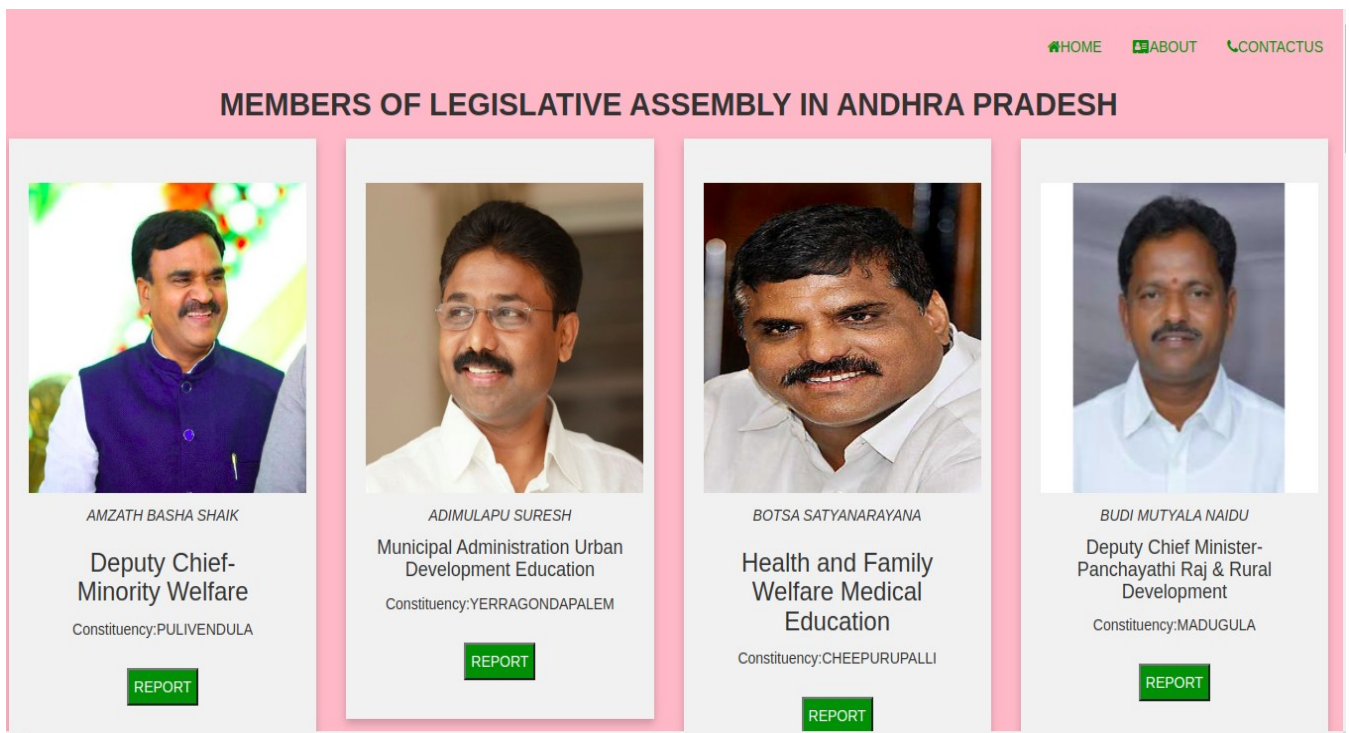 HOME ABOUT CONTACTUS
MEMBERS OF LEGISLATIVE ASSEMBLY IN ANDHRA PRADESH
AMZATH BASHA SHAIK
Deputy Chief-
Minority Welfare
Constituency:PULIVENDULA
REPORT
ADIMULAPU SURESH
Municipal Administration Urban
Development Education
Constituency:YERRAGONDAPALEM
REPORT
BOTSA SATYANARAYANA
Health and Family
Welfare Medical
Education
Constituency:CHEEPURUPALLI
REPORT
BUDI MUTYALA NAIDU
Deputy Chief Minister-
Panchayathi Raj & Rural
Development
Constituency:MADUGULA
REPORT